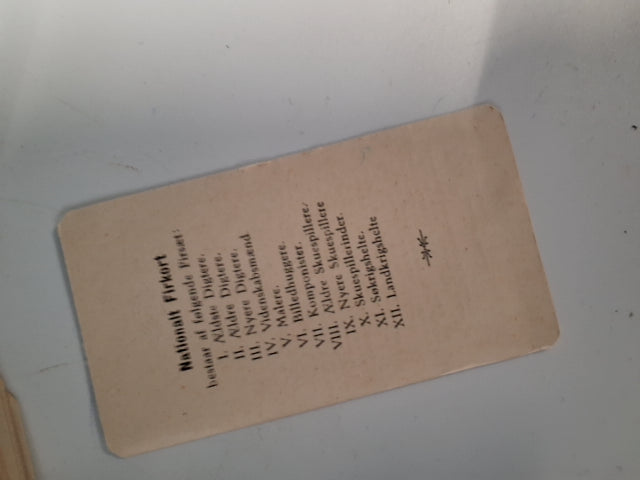 Nationalt Firkort
bestaar af følgende Firsæt:
I. Ældste Digtere.
II. Ældre Digtere.
III. Nyere Digtere.
IV. Videnskabsmænd
V. Malere.
VI. Billedhuggere.
VII. Komponister.
VIII. Ældre Skuespillere
IX. Nyere Skuespillere
X. Skuespillerinder.
XI. Søkrigshelte.
XII. Landkrigshelte